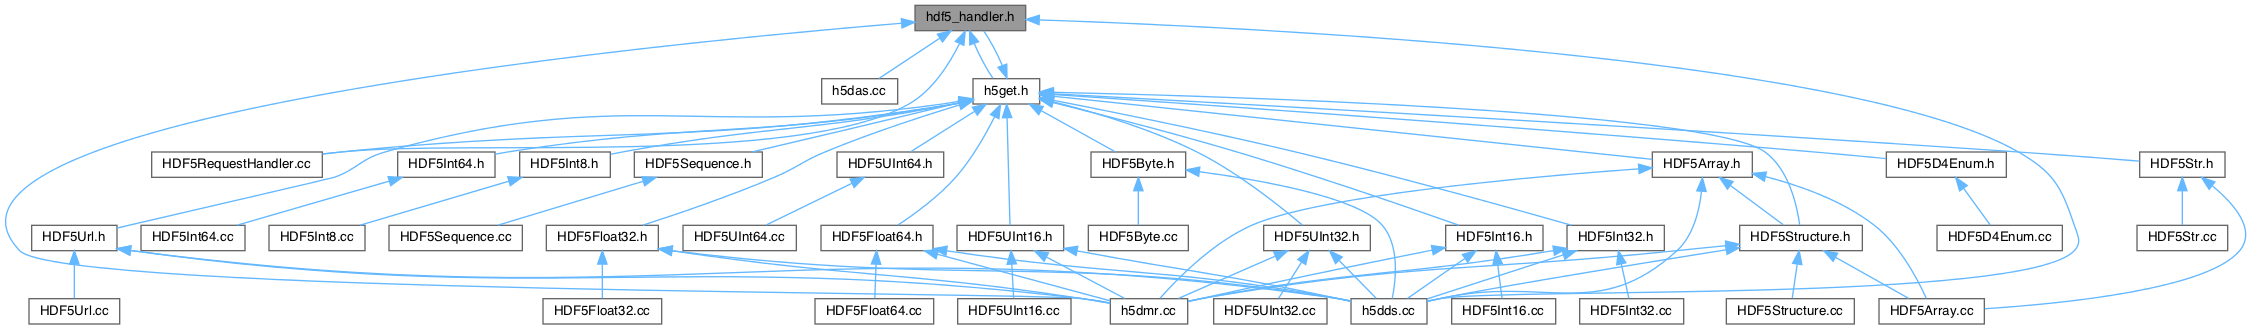 hdf5_handler.h
h5das.cc
h5get.h
HDF5RequestHandler.cc
HDF5Int64.h
HDF5Int8.h
HDF5Sequence.h
HDF5UInt64.h
HDF5Byte.h
HDF5Array.h
HDF5D4Enum.h
HDF5Str.h
HDF5Url.h
HDF5Int64.cc
HDF5Int8.cc
HDF5Sequence.cc
HDF5Float32.h
HDF5UInt64.cc
HDF5Float64.h
HDF5UInt16.h
HDF5Byte.cc
HDF5UInt32.h
HDF5Int16.h
HDF5Int32.h
HDF5Structure.h
HDF5D4Enum.cc
HDF5Str.cc
HDF5Url.cc
HDF5Float32.cc
HDF5Float64.cc
HDF5UInt16.cc
h5dmr.cc
HDF5UInt32.cc
h5dds.cc
HDF5Int16.cc
HDF5Int32.cc
HDF5Structure.cc
HDF5Array.cc